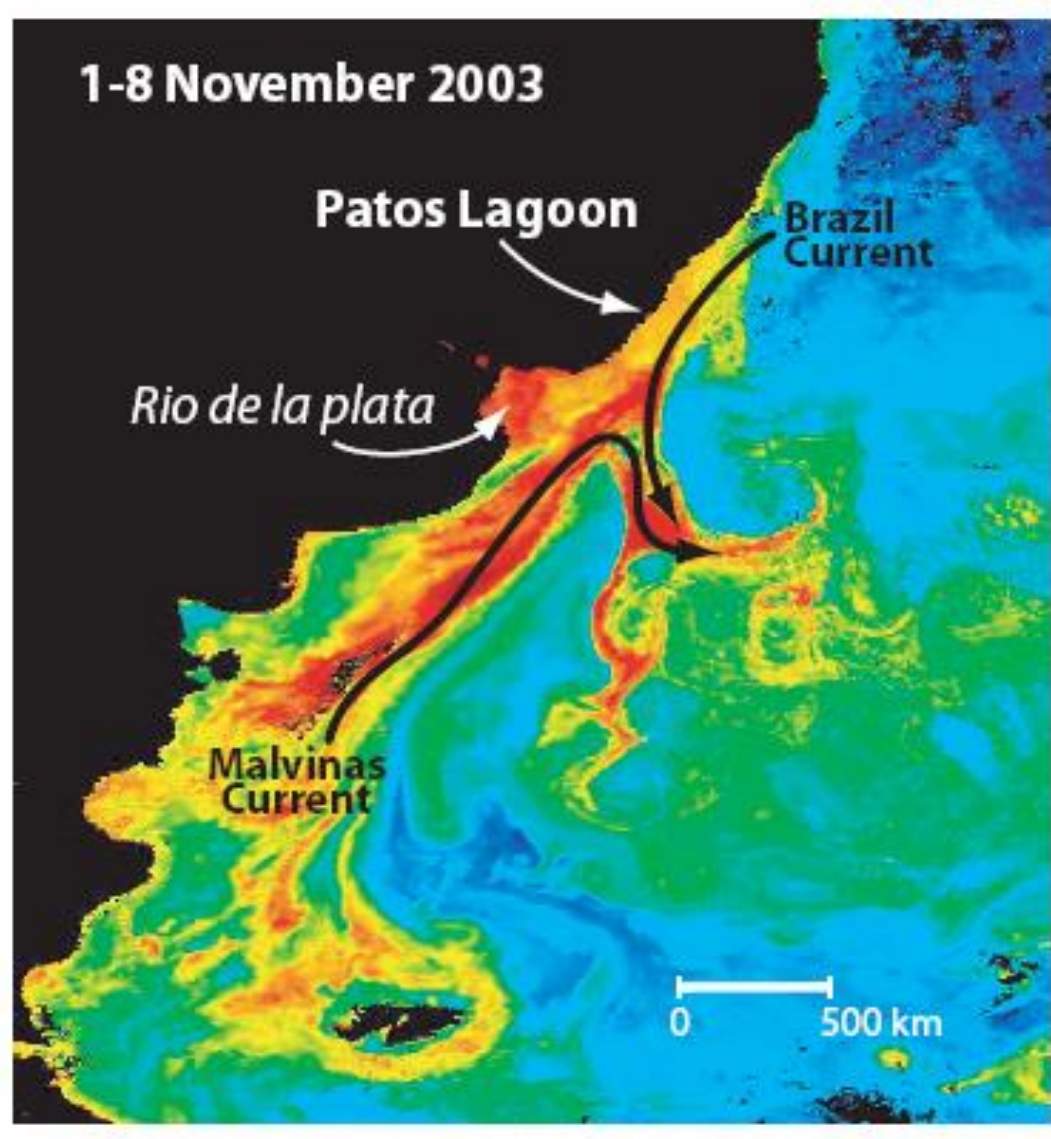 1-8 November 2003
Patos Lagoon
Brazil
Current
Rio de la plata
Malvinas
Current
0
500 km